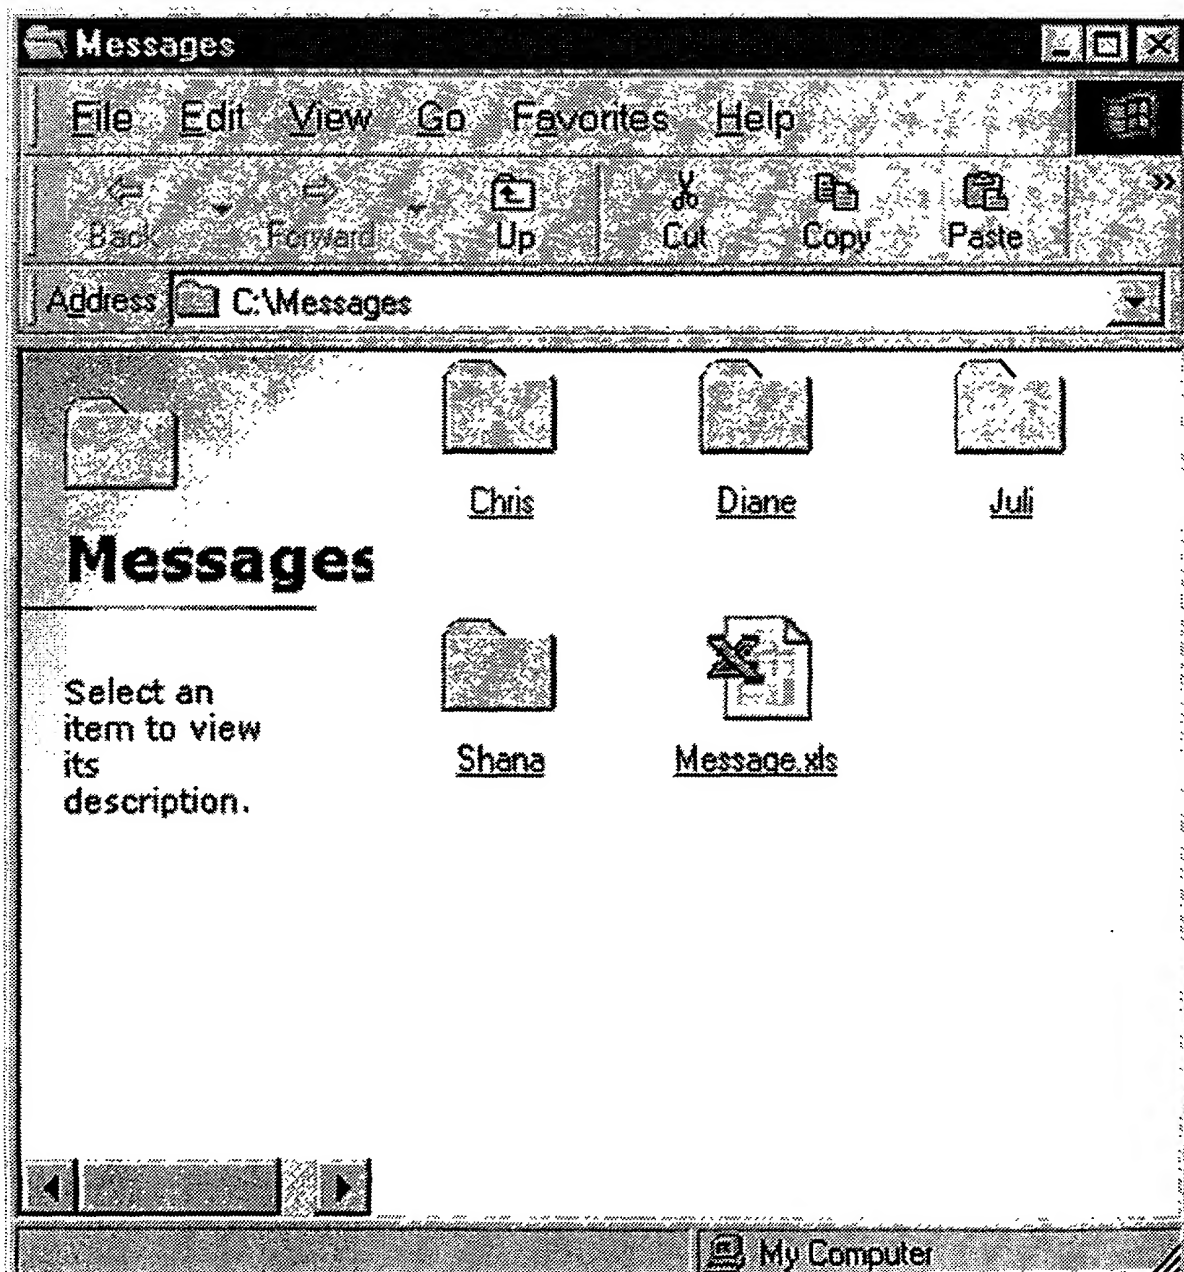 Messages
File Edit View Go Favorites Help
Back Forward Up Cut Copy Paste »
Address C:\Messages
Chris Diane Juli
Messages
Select an
item to view
its
description.
Shana Message.xls
My Computer